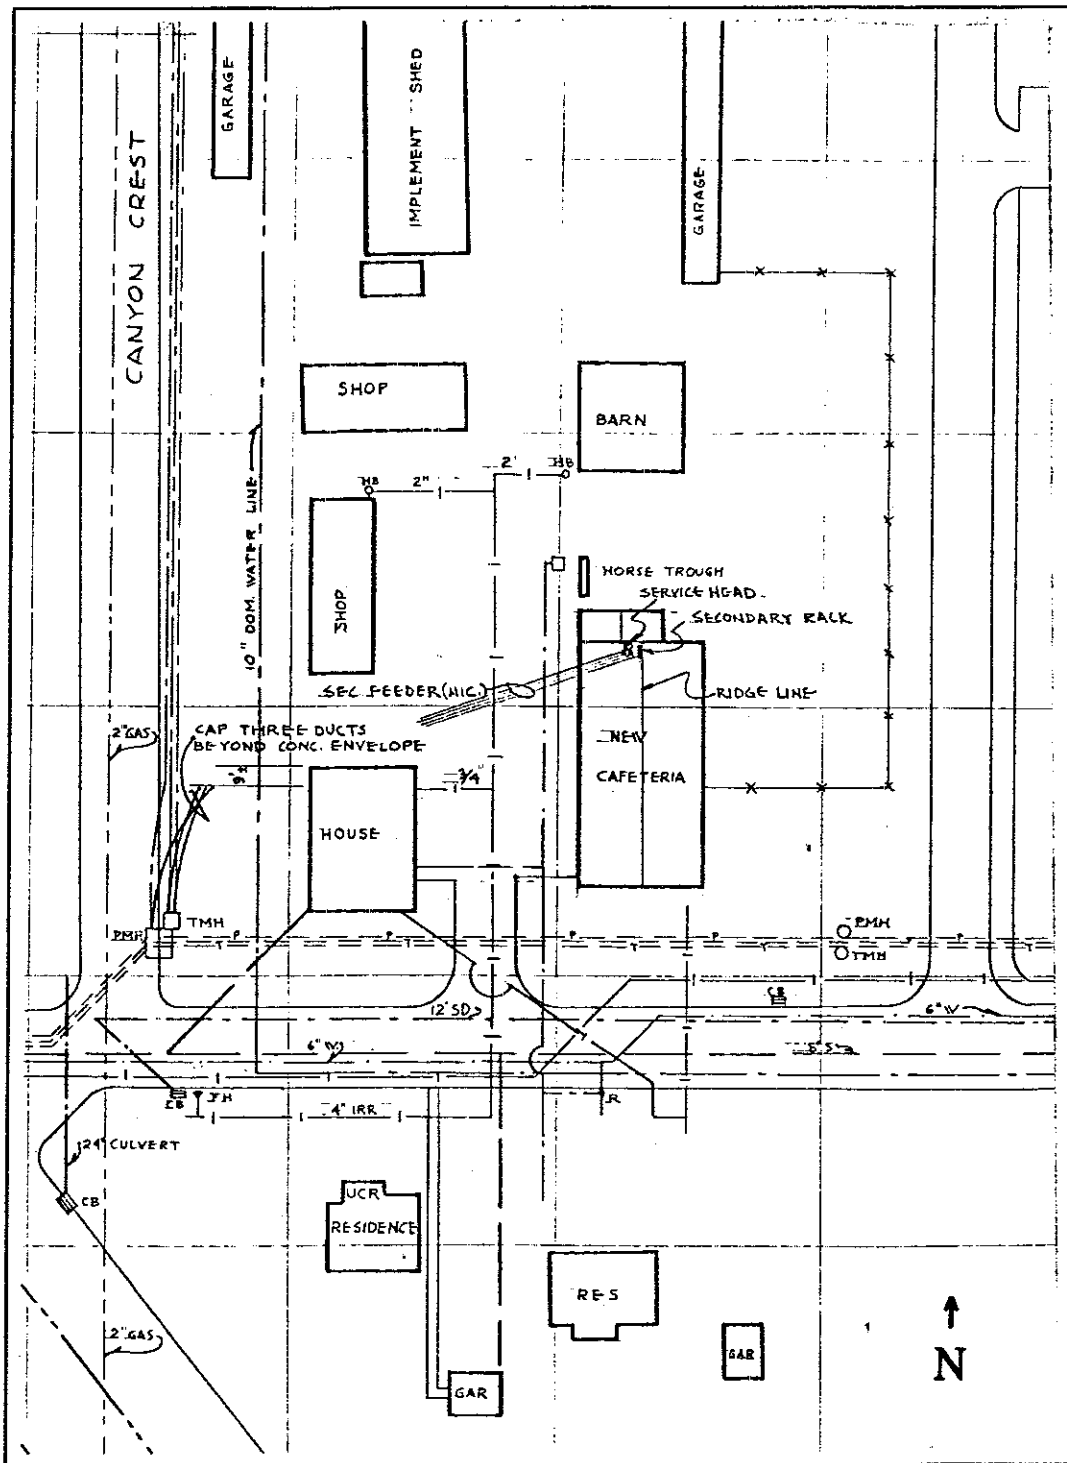 GARAGE
IMPLEMENT SHED
GARAGE
CANYON CREST
SHOP
BARN
2'
HB
HB
2"
10" DOM. WATER LINE
SHOP
HORSE TROUGH
SERVICE HEAD
SECONDARY RACK
SEC FEEDER (NIC)
RIDGE LINE
2" GAS
CAP THREE DUCTS
BEYOND CONC. ENVELOPE
NEW
CAFETERIA
9'±
3/4"
HOUSE
TMH
PMH
P
P
P
P
P
P
T
T
T
T
T
T
T
PMH
TMH
CB
12" SD
6" W
6" W
CB
FH
4" IRR
24" CULVERT
CB
UCR
RESIDENCE
RES
2" GAS
GAR
GAR
N